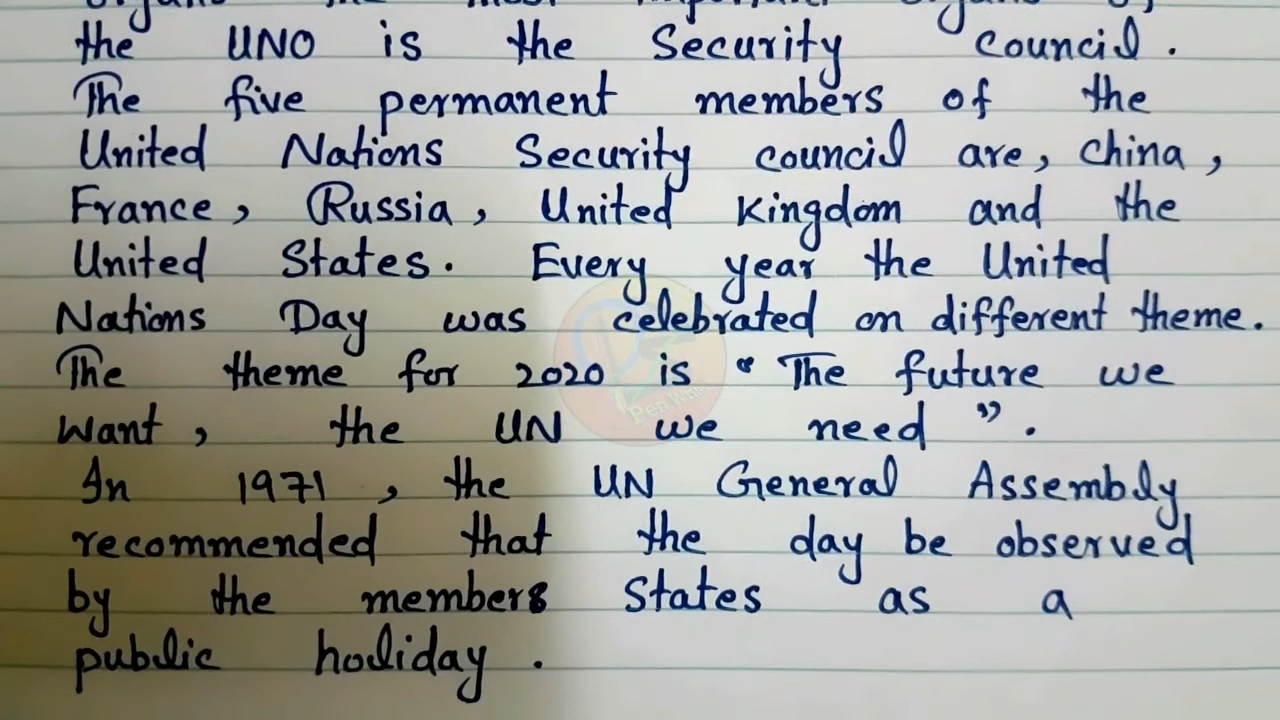 the UNO is the Security council.
The five permanent members of the
United Nations Security council are, china,
France, Russia, United Kingdom and the
United States. Every year the United
Nations Day was celebrated on different theme.
The theme for 2020 is "The future we
want, the UN we need".
In 1971, the UN General Assembly
recommended that the day be observed
by the members States as a
public holiday.